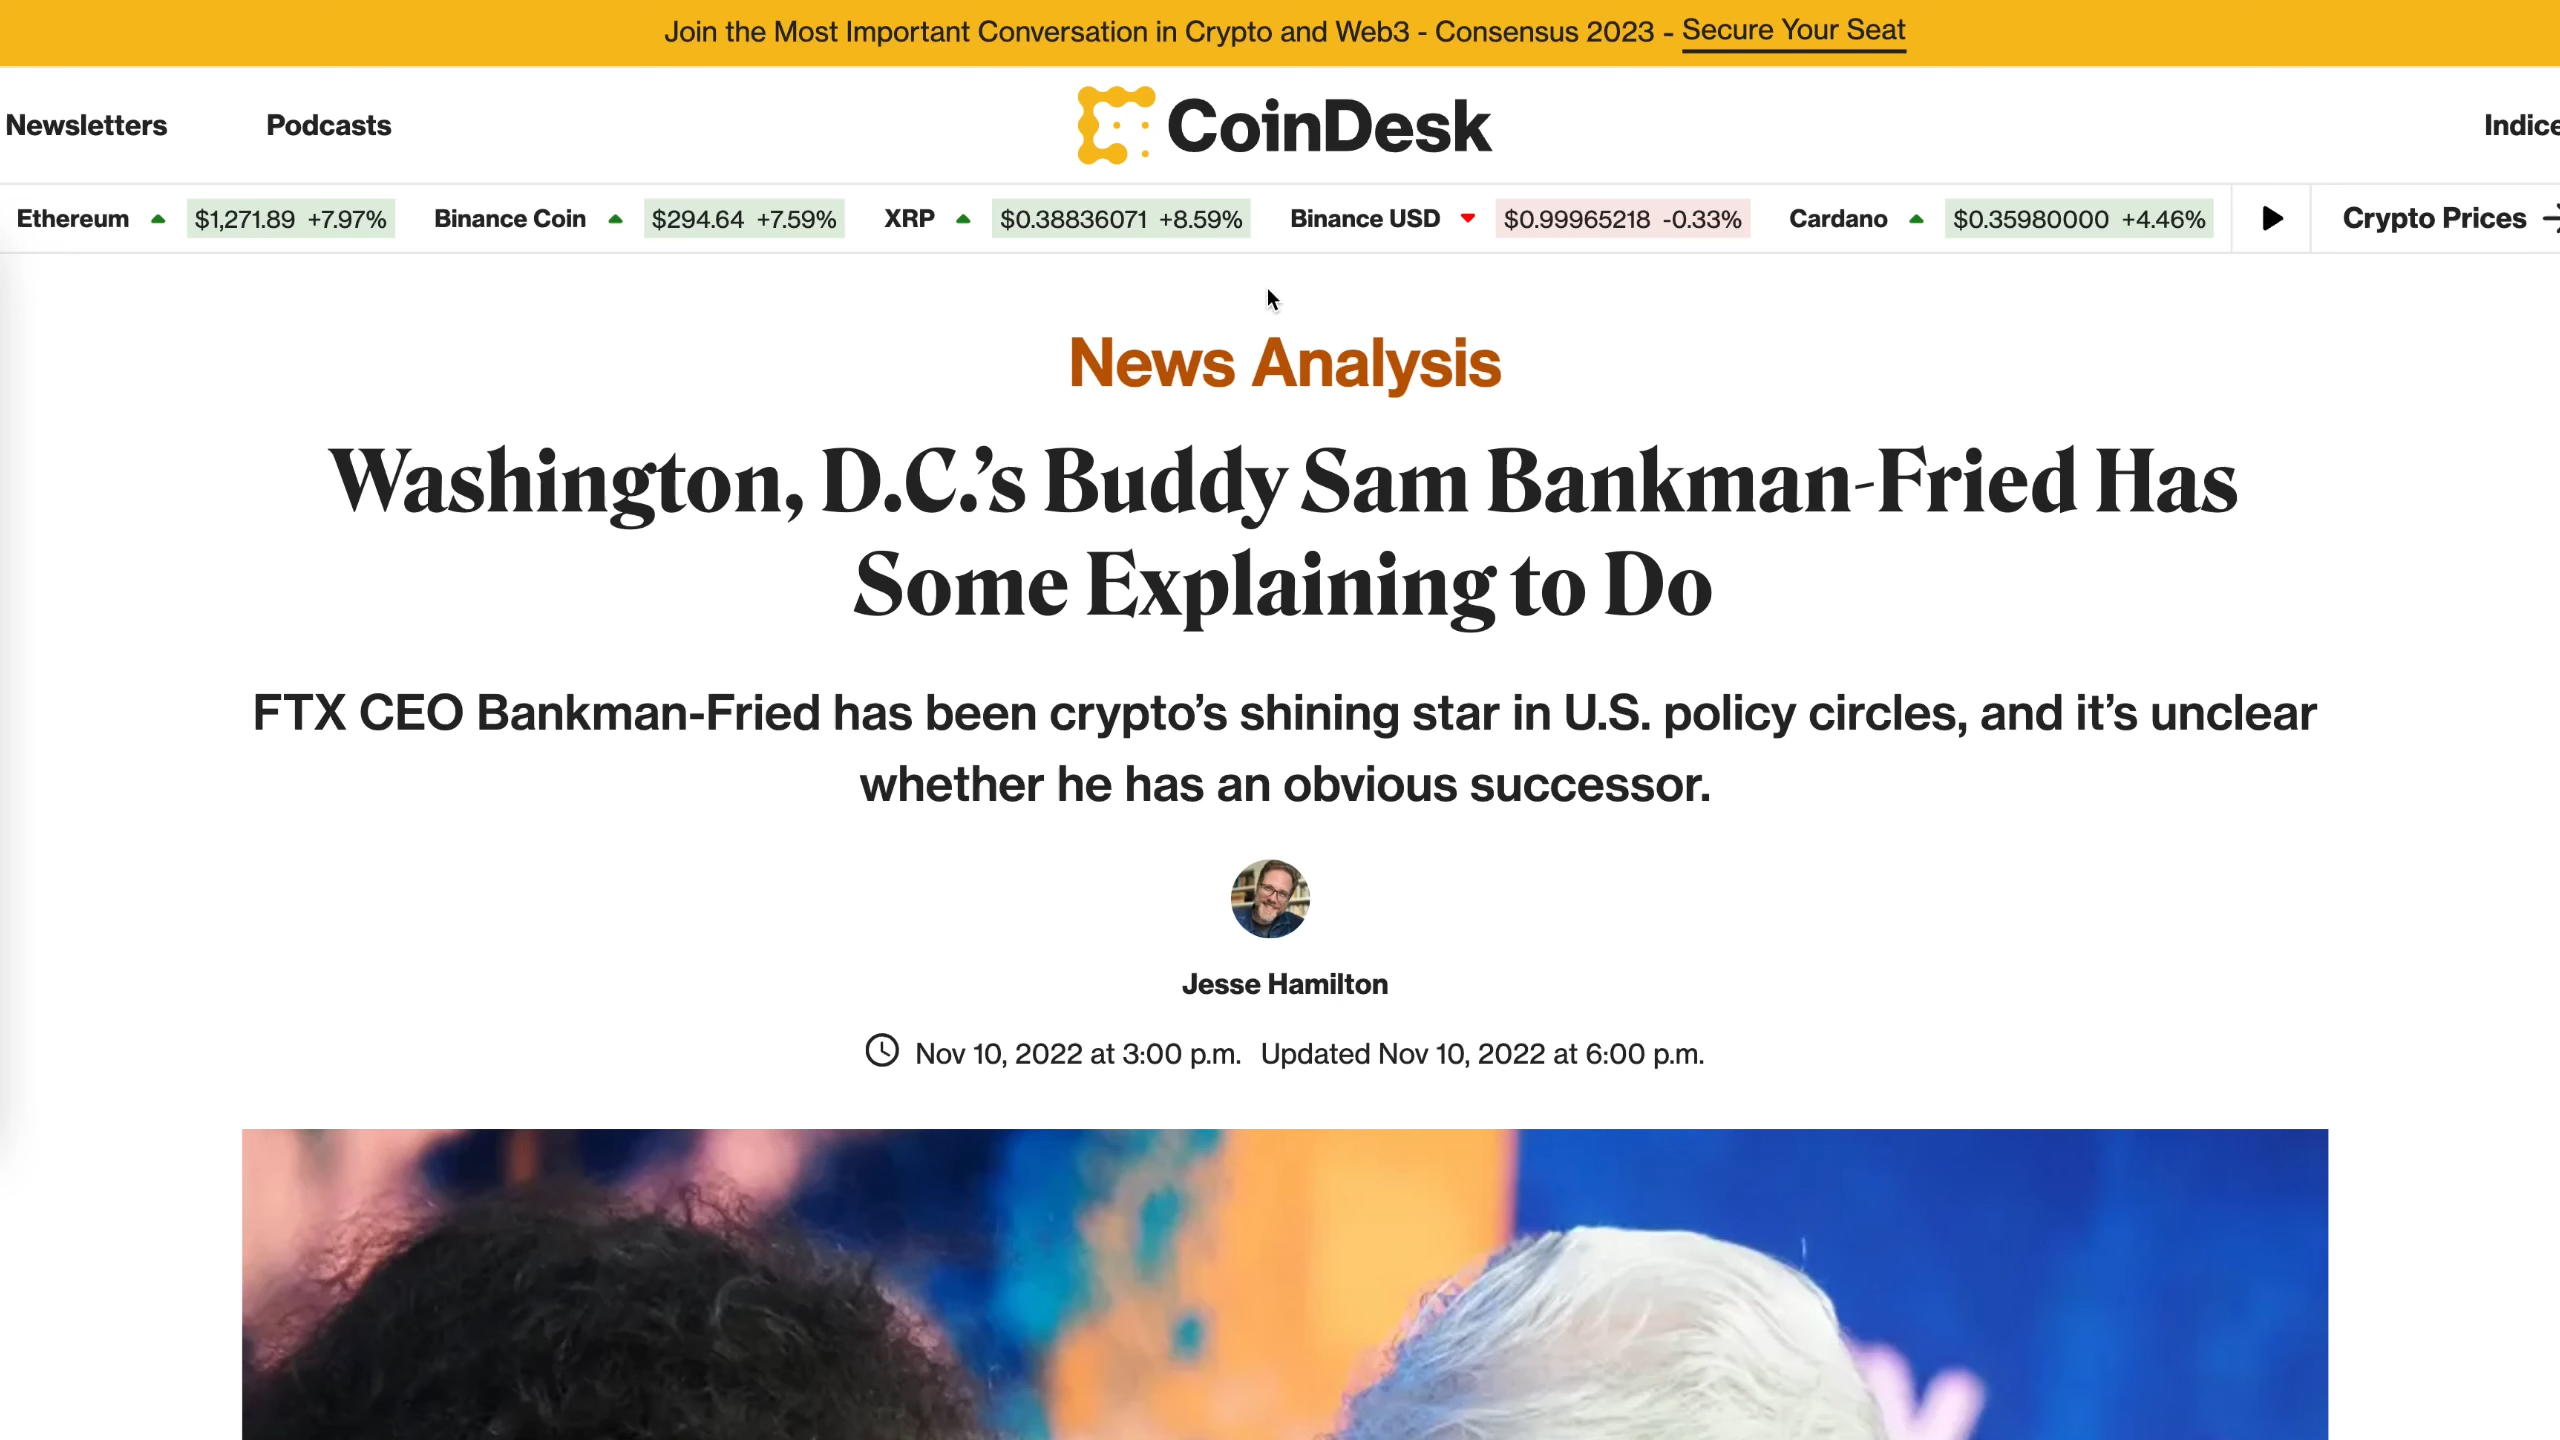 Join the Most Important Conversation in Crypto and Web3 - Consensus 2023 - Secure Your Seat
Newsletters Podcasts CoinDesk
Ethereum $1,271.89 +7.97% Binance Coin $294.64 +7.59% XRP $0.38836071 +8.59% Binance USD $0.99965218 -0.33% Cardano $0.35980000 +4.46% Crypto Prices
News Analysis
Washington, D.C.’s Buddy Sam Bankman-Fried Has
Some Explaining to Do
FTX CEO Bankman-Fried has been crypto’s shining star in U.S. policy circles, and it’s unclear
whether he has an obvious successor.
Jesse Hamilton
Nov 10, 2022 at 3:00 p.m. Updated Nov 10, 2022 at 6:00 p.m.